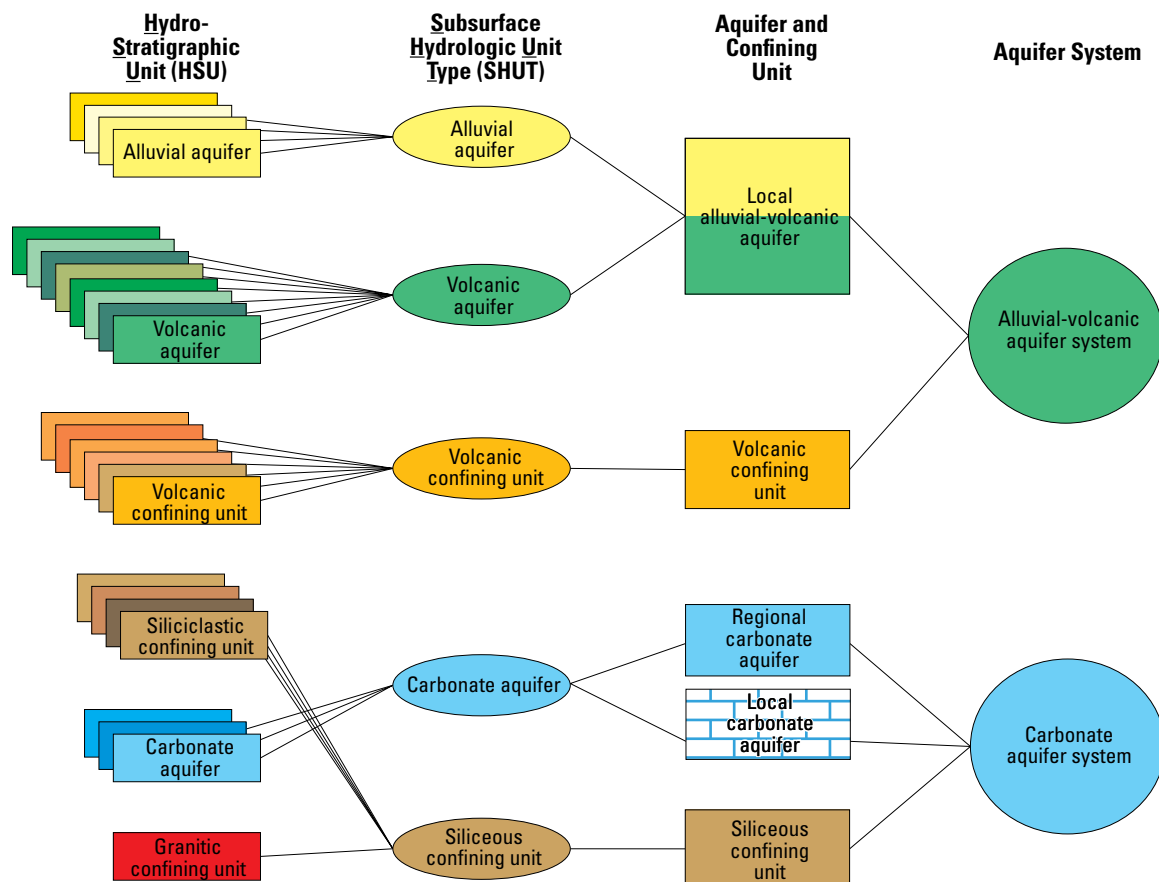 Hydro-
Stratigraphic
Unit (HSU)
Subsurface
Hydrologic Unit
Type (SHUT)
Aquifer and
Confining
Unit
Aquifer System
Alluvial aquifer
Alluvial
aquifer
Local
alluvial-volcanic
aquifer
Volcanic
aquifer
Volcanic
aquifer
Alluvial-volcanic
aquifer system
Volcanic
confining unit
Volcanic
confining unit
Volcanic
confining
unit
Siliciclastic
confining unit
Carbonate aquifer
Regional
carbonate
aquifer
Local
carbonate
aquifer
Carbonate
aquifer system
Carbonate
aquifer
Granitic
confining unit
Siliceous
confining unit
Siliceous
confining
unit